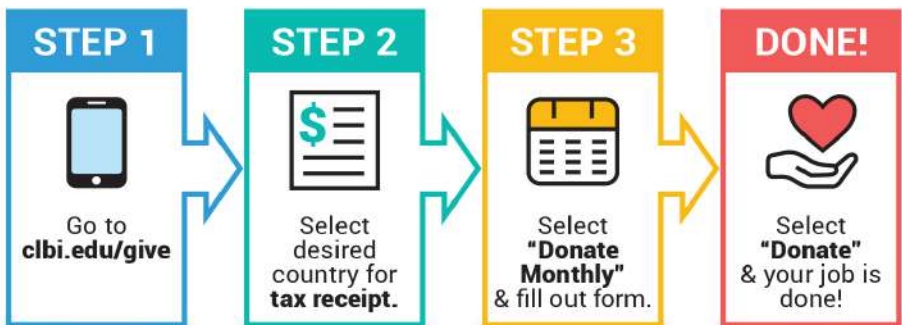 STEP 1
Go to
clbi.edu/give
STEP 2
$
Select
desired
country for
tax receipt.
STEP 3
Select
“Donate
Monthly”
& fill out form.
DONE!
Select
“Donate”
& your job is
done!